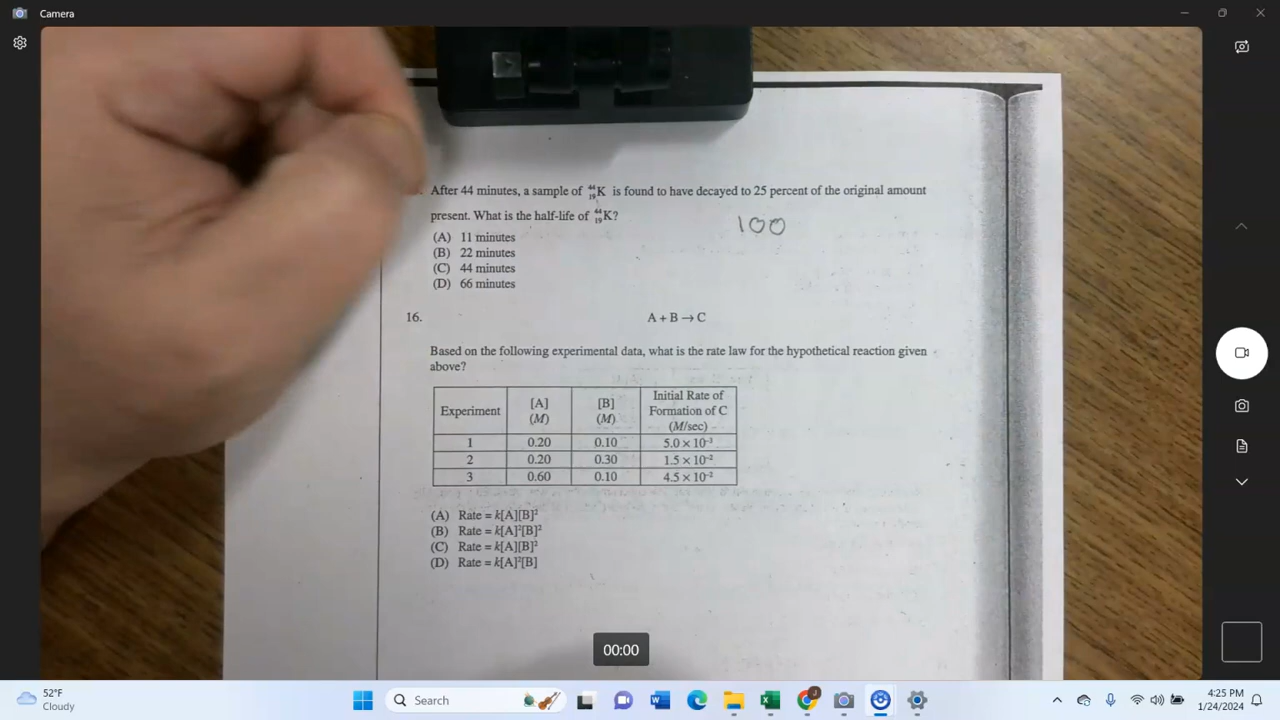 Camera
After 44 minutes, a sample of ⁴⁴₁₉K is found to have decayed to 25 percent of the original amount
present. What is the half-life of ⁴⁴₁₉K?
100
(A) 11 minutes
(B) 22 minutes
(C) 44 minutes
(D) 66 minutes
16.
A + B → C
Based on the following experimental data, what is the rate law for the hypothetical reaction given
above?
Experiment [A] (M) [B] (M) Initial Rate of Formation of C (M/sec)
1 0.20 0.10 5.0 × 10⁻³
2 0.20 0.30 1.5 × 10⁻²
3 0.60 0.10 4.5 × 10⁻²
(A) Rate = k[A][B]²
(B) Rate = k[A]²[B]²
(C) Rate = k[A][B]²
(D) Rate = k[A]²[B]
00:00
52°F
Cloudy
Search
4:25 PM
1/24/2024